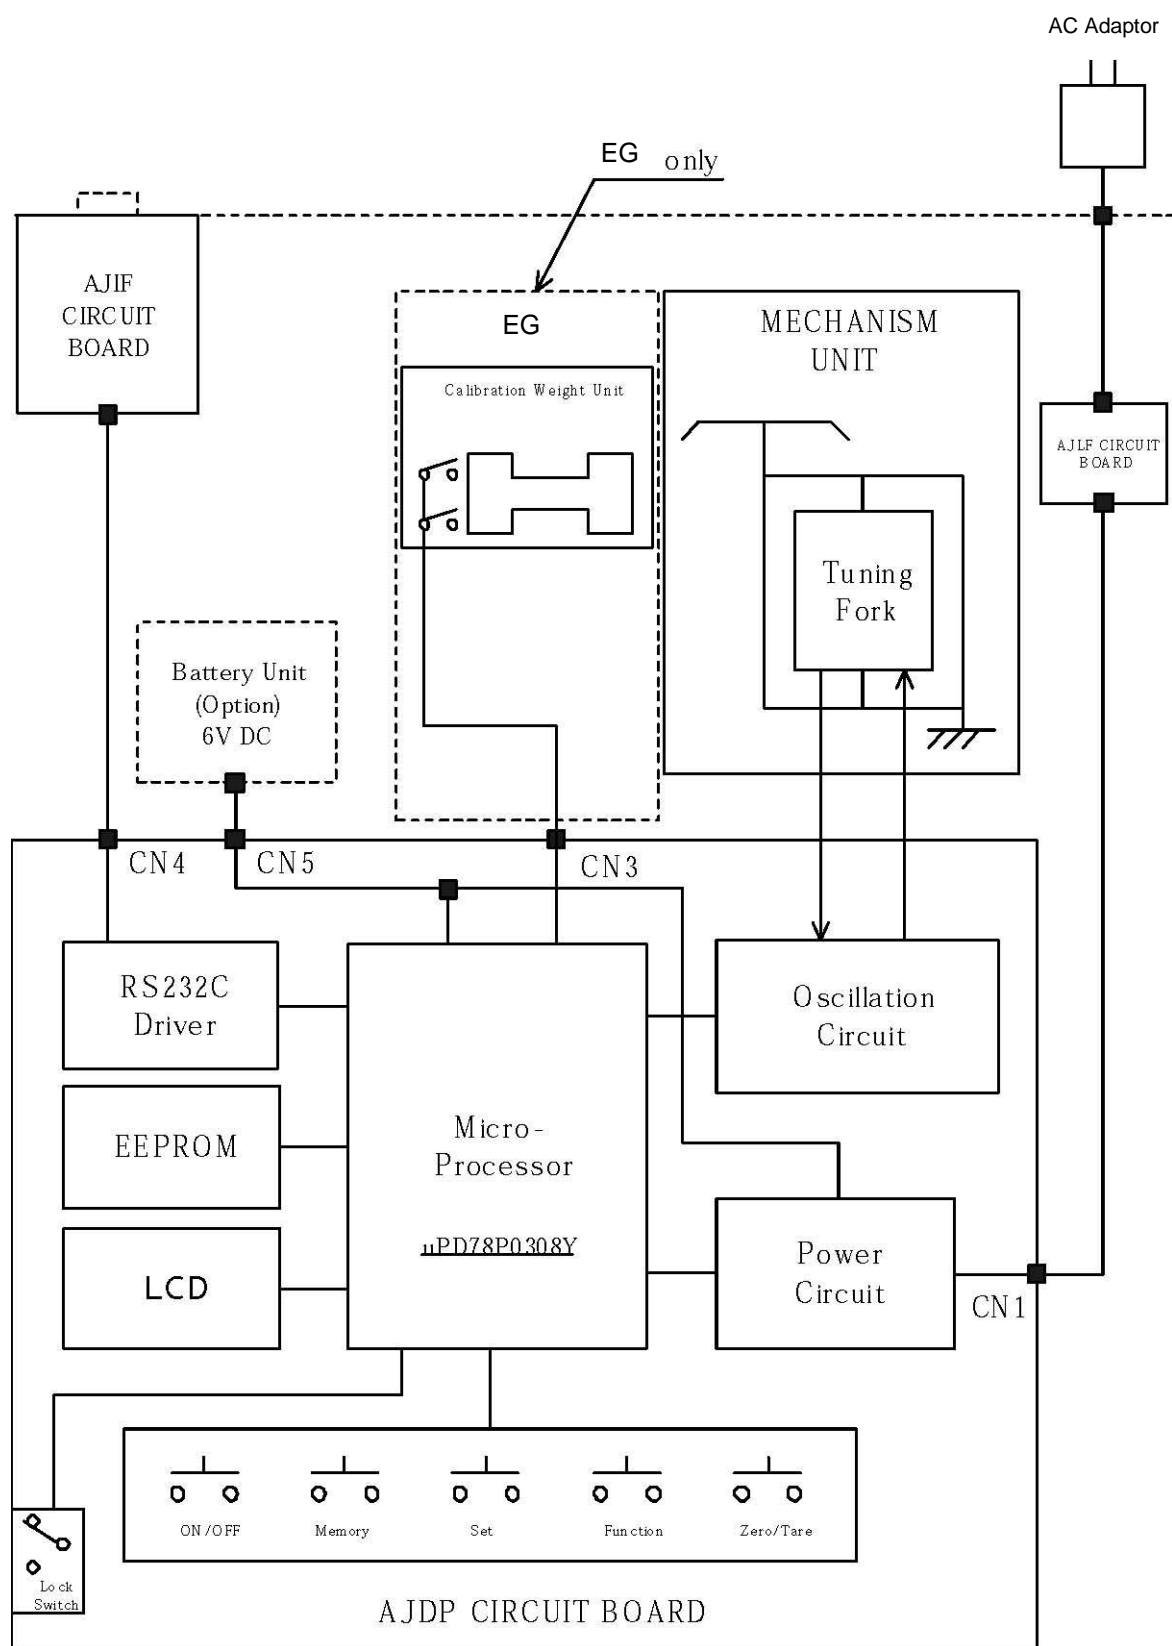 AC Adaptor
EG only
AJIF
CIRCUIT
BOARD
EG
Calibration Weight Unit
MECHANISM
UNIT
AJLF CIRCUIT
BOARD
Tuning
Fork
Battery Unit
(Option)
6V DC
CN4
CN5
CN3
RS232C
Driver
Oscillation
Circuit
EEPROM
Micro-
Processor
µPD78P0308Y
LCD
Power
Circuit
CN1
ON/OFF
Memory
Set
Function
Zero/Tare
Lock
Switch
AJDP CIRCUIT BOARD